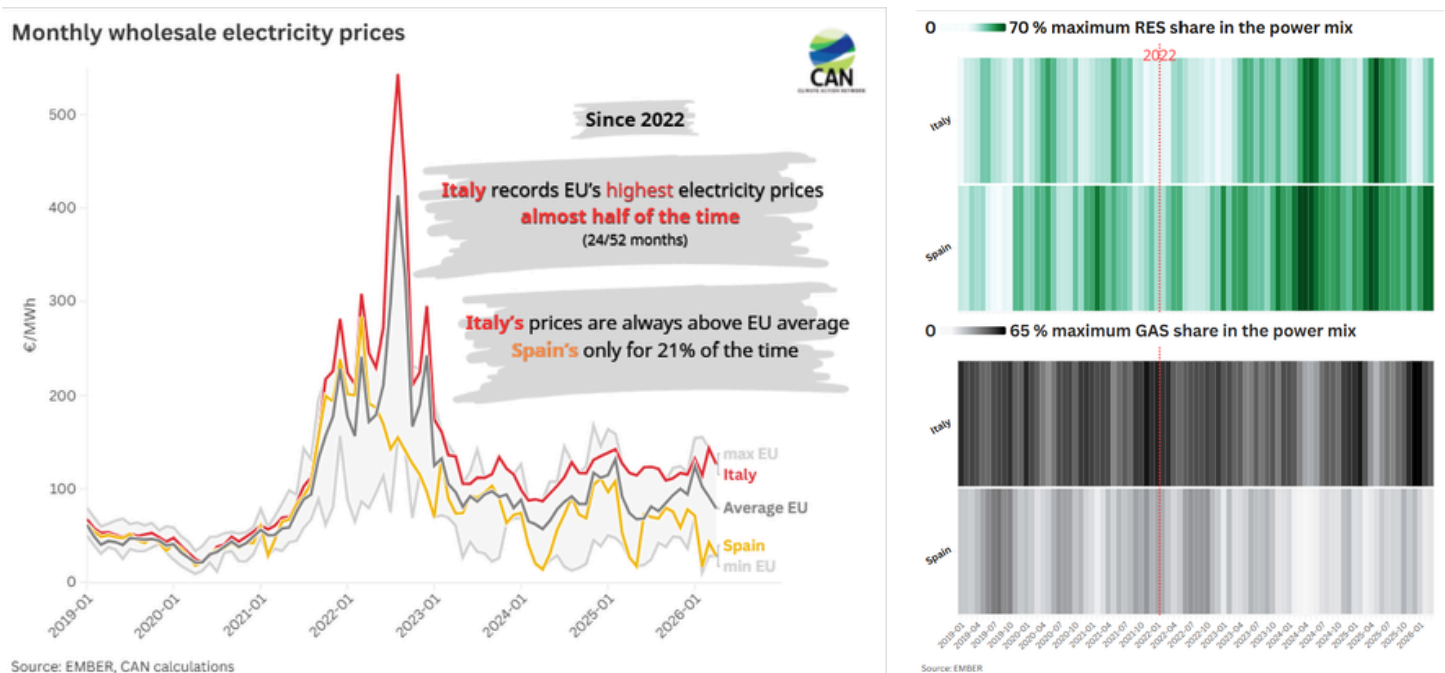 Monthly wholesale electricity prices
CAN
CLIMATE ACTION NETWORK
Since 2022
Italy records EU's highest electricity prices
almost half of the time
(24/52 months)
Italy's prices are always above EU average
Spain's only for 21% of the time
€/MWh
500
400
300
200
100
0
max EU
Italy
Average EU
Spain
min EU
2019-01
2020-01
2021-01
2022-01
2023-01
2024-01
2025-01
2026-01
Source: EMBER, CAN calculations
0 70 % maximum RES share in the power mix
2022
Italy
Spain
0 65 % maximum GAS share in the power mix
Italy
Spain
2019-01
2019-04
2019-07
2019-10
2020-01
2020-04
2020-07
2020-10
2021-01
2021-04
2021-07
2021-10
2022-01
2022-04
2022-07
2022-10
2023-01
2023-04
2023-07
2023-10
2024-01
2024-04
2024-07
2024-10
2025-01
2025-04
2025-07
2025-10
2026-01
Source: EMBER